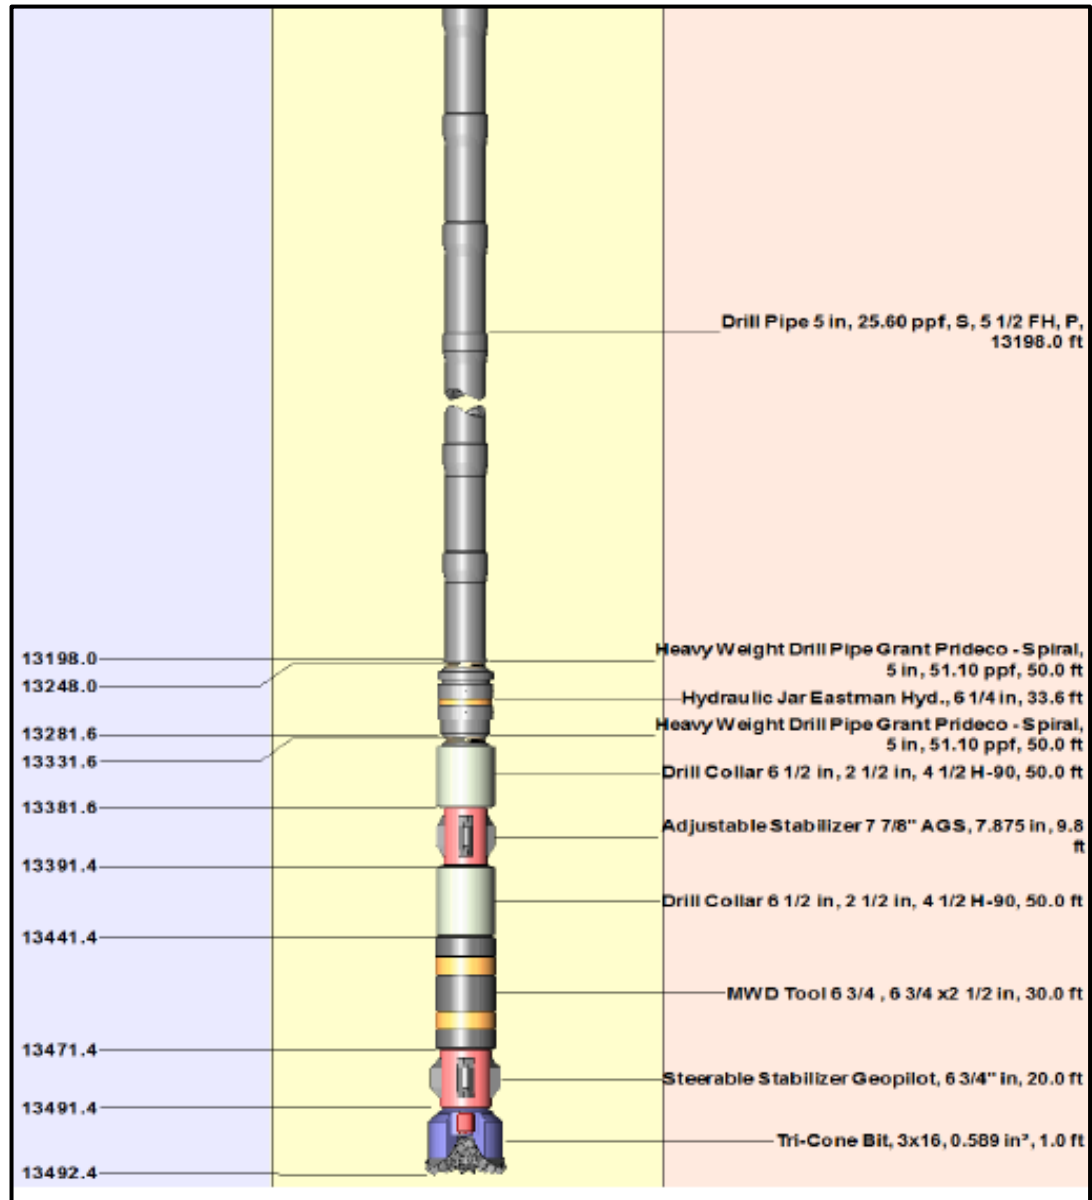 Drill Pipe 5 in, 25.60 ppf, S, 5 1/2 FH, P,
13198.0 ft
13198.0
Heavy Weight Drill Pipe Grant Prideco - Spiral,
5 in, 51.10 ppf, 50.0 ft
13248.0
Hydraulic Jar Eastman Hyd., 6 1/4 in, 33.6 ft
13281.6
Heavy Weight Drill Pipe Grant Prideco - Spiral,
5 in, 51.10 ppf, 50.0 ft
13331.6
Drill Collar 6 1/2 in, 2 1/2 in, 4 1/2 H-90, 50.0 ft
13381.6
Adjustable Stabilizer 7 7/8" AGS, 7.875 in, 9.8
ft
13391.4
Drill Collar 6 1/2 in, 2 1/2 in, 4 1/2 H-90, 50.0 ft
13441.4
MWD Tool 6 3/4 , 6 3/4 x2 1/2 in, 30.0 ft
13471.4
Steerable Stabilizer Geopilot, 6 3/4" in, 20.0 ft
13491.4
Tri-Cone Bit, 3x16, 0.589 in², 1.0 ft
13492.4